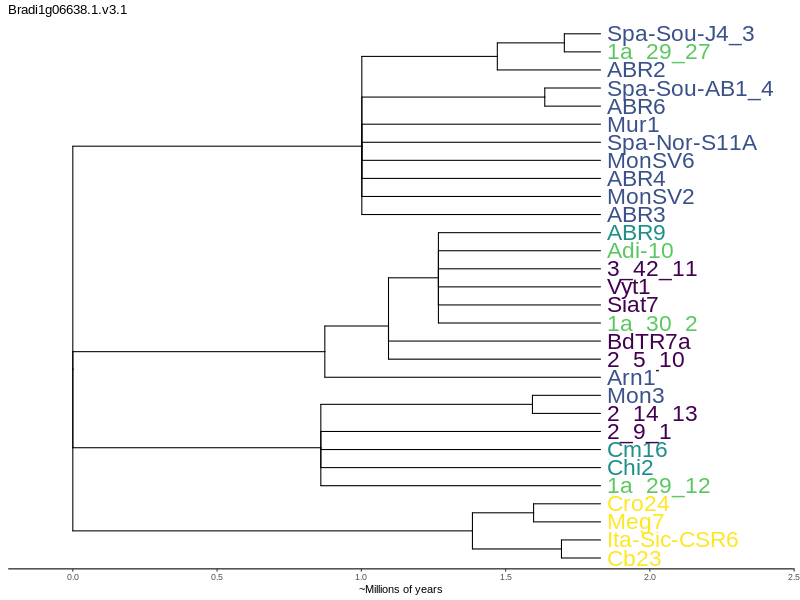 Bradi1g06638.1.v3.1
Spa-Sou-J4_3
1a_29_27
ABR2
Spa-Sou-AB1_4
ABR6
Mur1
Spa-Nor-S11A
MonSV6
ABR4
MonSV2
ABR3
ABR9
Adi-10
3_42_11
Vyt1
Siat7
1a_30_2
BdTR7a
2_5_10
Arn1
Mon3
2_14_13
2_9_1
Cm16
Chi2
1a_29_12
Cro24
Meg7
Ita-Sic-CSR6
Cb23
0.0 0.5 1.0 1.5 2.0 2.5
~Millions of years